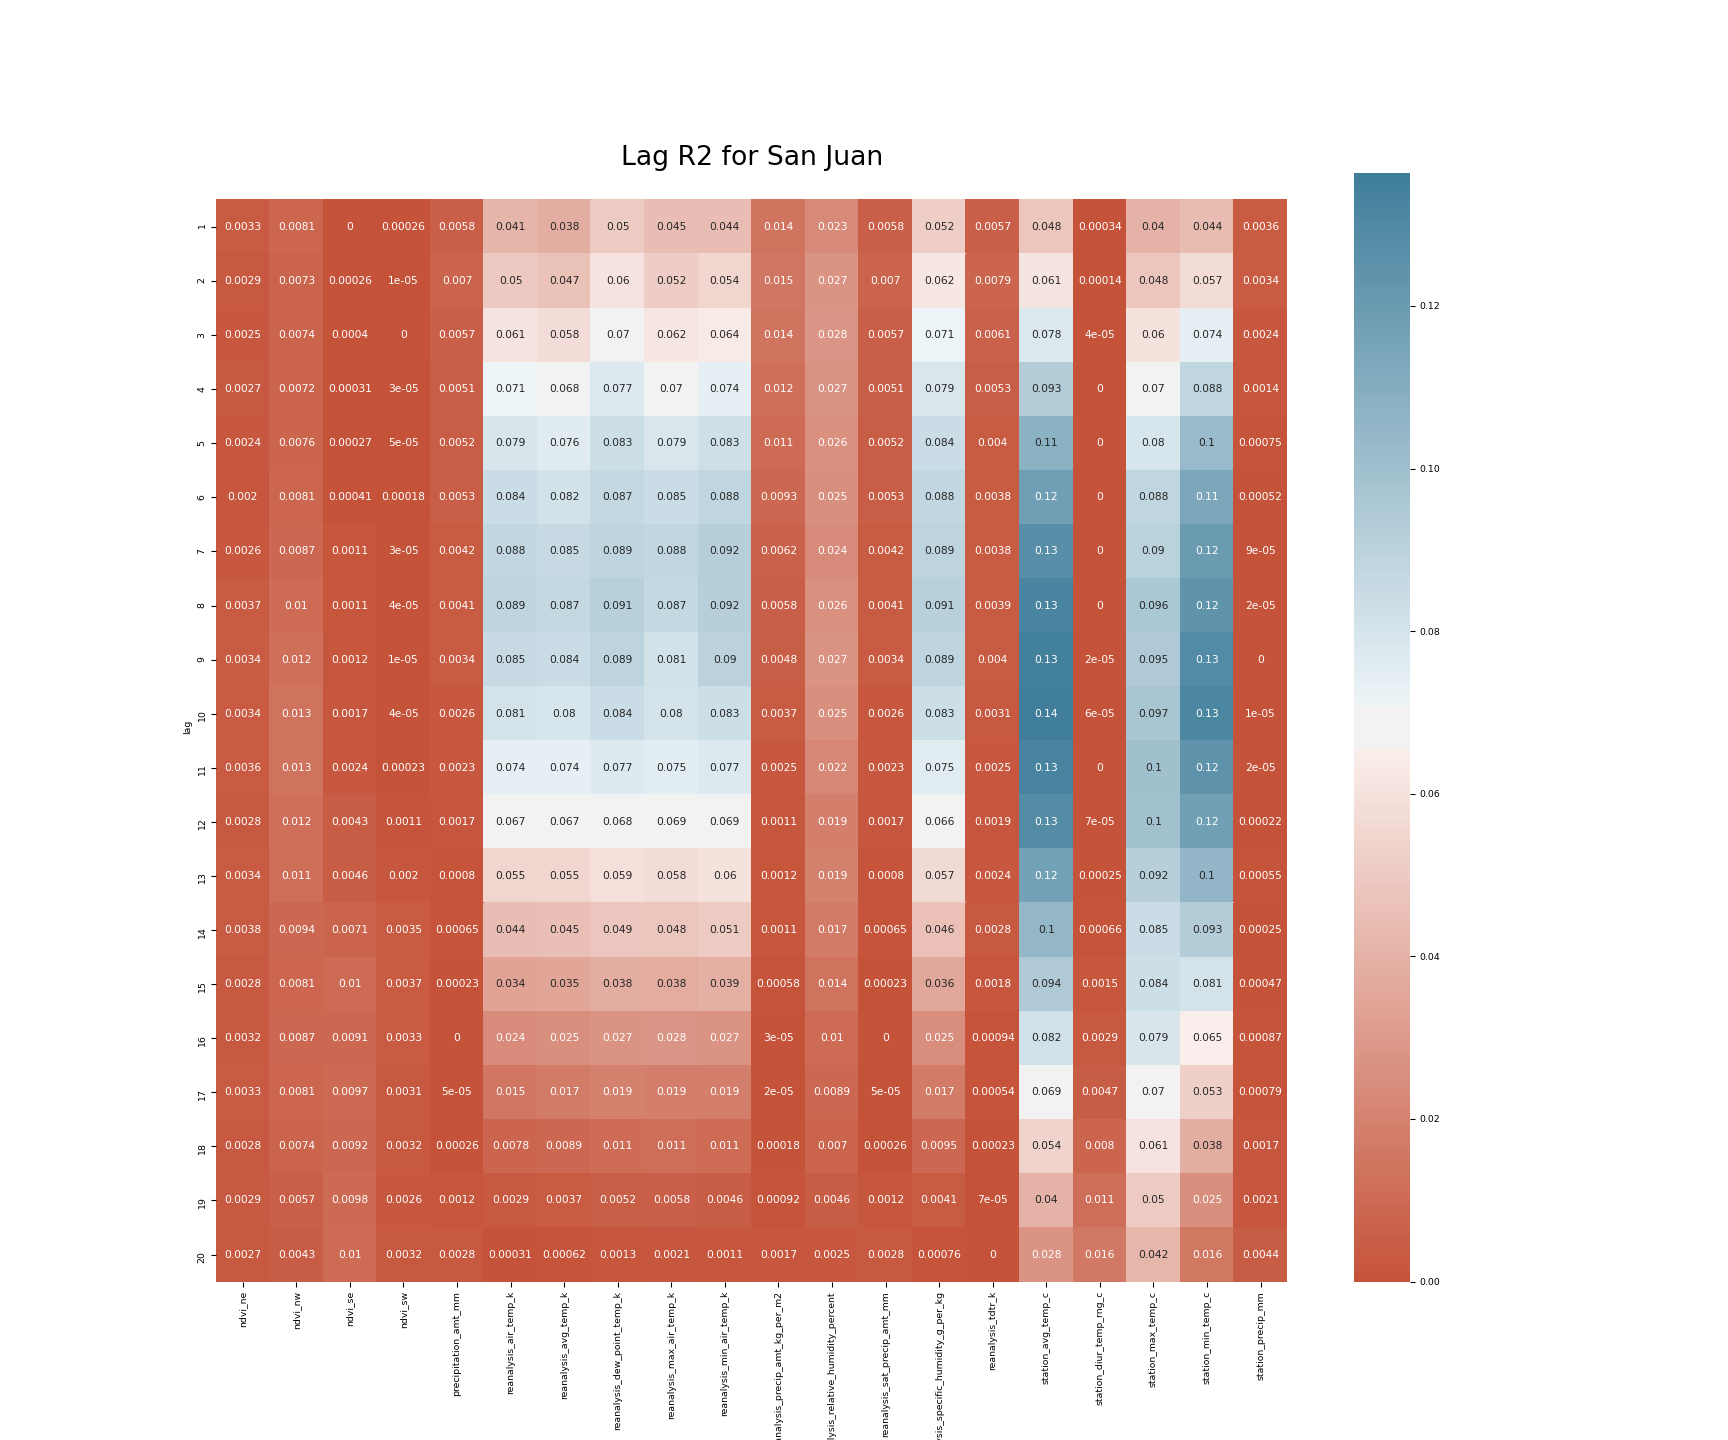 Lag R2 for San Juan
1 0.0033 0.0081 0 0.00026 0.0058 0.041 0.038 0.05 0.045 0.044 0.014 0.023 0.0058 0.052 0.0057 0.048 0.00034 0.04 0.044 0.0036
2 0.0029 0.0073 0.00026 1e-05 0.007 0.05 0.047 0.06 0.052 0.054 0.015 0.027 0.007 0.062 0.0079 0.061 0.00014 0.048 0.057 0.0034
3 0.0025 0.0074 0.0004 0 0.0057 0.061 0.058 0.07 0.062 0.064 0.014 0.028 0.0057 0.071 0.0061 0.078 4e-05 0.06 0.074 0.0024
4 0.0027 0.0072 0.00031 3e-05 0.0051 0.071 0.068 0.077 0.07 0.074 0.012 0.027 0.0051 0.079 0.0053 0.093 0 0.07 0.088 0.0014
5 0.0024 0.0076 0.00027 5e-05 0.0052 0.079 0.076 0.083 0.079 0.083 0.011 0.026 0.0052 0.084 0.004 0.11 0 0.08 0.1 0.00075
6 0.002 0.0081 0.00041 0.00018 0.0053 0.084 0.082 0.087 0.085 0.088 0.0093 0.025 0.0053 0.088 0.0038 0.12 0 0.088 0.11 0.00052
7 0.0026 0.0087 0.0011 3e-05 0.0042 0.088 0.085 0.089 0.088 0.092 0.0062 0.024 0.0042 0.089 0.0038 0.13 0 0.09 0.12 9e-05
8 0.0037 0.01 0.0011 4e-05 0.0041 0.089 0.087 0.091 0.087 0.092 0.0058 0.026 0.0041 0.091 0.0039 0.13 0 0.096 0.12 2e-05
9 0.0034 0.012 0.0012 1e-05 0.0034 0.085 0.084 0.089 0.081 0.09 0.0048 0.027 0.0034 0.089 0.004 0.13 2e-05 0.095 0.13 0
10 0.0034 0.013 0.0017 4e-05 0.0026 0.081 0.08 0.084 0.08 0.083 0.0037 0.025 0.0026 0.083 0.0031 0.14 6e-05 0.097 0.13 1e-05
11 0.0036 0.013 0.0024 0.00023 0.0023 0.074 0.074 0.077 0.075 0.077 0.0025 0.022 0.0023 0.075 0.0025 0.13 0 0.1 0.12 2e-05
12 0.0028 0.012 0.0043 0.0011 0.0017 0.067 0.067 0.068 0.069 0.069 0.0011 0.019 0.0017 0.066 0.0019 0.13 7e-05 0.1 0.12 0.00022
13 0.0034 0.011 0.0046 0.002 0.0008 0.055 0.055 0.059 0.058 0.06 0.0012 0.019 0.0008 0.057 0.0024 0.12 0.00025 0.092 0.1 0.00055
14 0.0038 0.0094 0.0071 0.0035 0.00065 0.044 0.045 0.049 0.048 0.051 0.0011 0.017 0.00065 0.046 0.0028 0.1 0.00066 0.085 0.093 0.00025
15 0.0028 0.0081 0.01 0.0037 0.00023 0.034 0.035 0.038 0.038 0.039 0.00058 0.014 0.00023 0.036 0.0018 0.094 0.0015 0.084 0.081 0.00047
16 0.0032 0.0087 0.0091 0.0033 0 0.024 0.025 0.027 0.028 0.027 3e-05 0.01 0 0.025 0.00094 0.082 0.0029 0.079 0.065 0.00087
17 0.0033 0.0081 0.0097 0.0031 5e-05 0.015 0.017 0.019 0.019 0.019 2e-05 0.0089 5e-05 0.017 0.00054 0.069 0.0047 0.07 0.053 0.00079
18 0.0028 0.0074 0.0092 0.0032 0.00026 0.0078 0.0089 0.011 0.011 0.011 0.00018 0.007 0.00026 0.0095 0.00023 0.054 0.008 0.061 0.038 0.0017
19 0.0029 0.0057 0.0098 0.0026 0.0012 0.0029 0.0037 0.0052 0.0058 0.0046 0.00092 0.0046 0.0012 0.0041 7e-05 0.04 0.011 0.05 0.025 0.0021
20 0.0027 0.0043 0.01 0.0032 0.0028 0.00031 0.00062 0.0013 0.0021 0.0011 0.0017 0.0025 0.0028 0.00076 0 0.028 0.016 0.042 0.016 0.0044
lag
ndvi_ne
ndvi_nw
ndvi_se
ndvi_sw
precipitation_amt_mm
reanalysis_air_temp_k
reanalysis_avg_temp_k
reanalysis_dew_point_temp_k
reanalysis_max_air_temp_k
reanalysis_min_air_temp_k
analysis_precip_amt_kg_per_m2
lysis_relative_humidity_percent
reanalysis_sat_precip_amt_mm
ysis_specific_humidity_g_per_kg
reanalysis_tdtr_k
station_avg_temp_c
station_diur_temp_rng_c
station_max_temp_c
station_min_temp_c
station_precip_mm
0.12
0.10
0.08
0.06
0.04
0.02
0.00